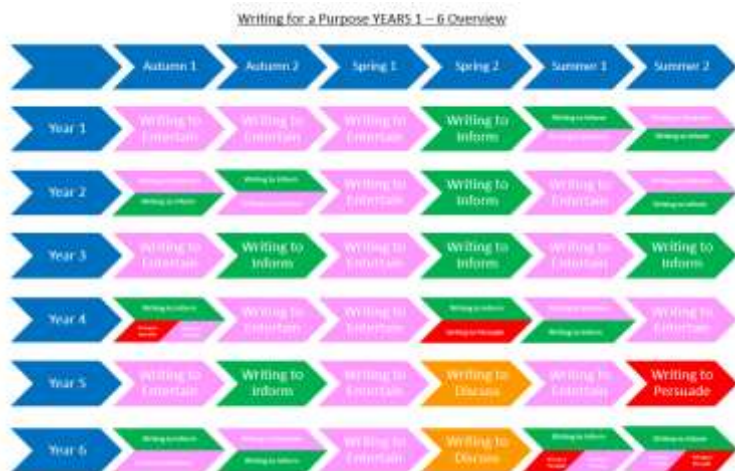 Writing for a Purpose YEARS 1 – 6 Overview
Autumn 1
Autumn 2
Spring 1
Spring 2
Summer 1
Summer 2
Year 1
Writing to
Entertain
Writing to
Entertain
Writing to
Entertain
Writing to
Inform
Writing to Inform
Writing to Inform
Year 2
Writing to Inform
Writing to Inform
Writing to
Entertain
Writing to
Inform
Writing to
Entertain
Writing to Inform
Year 3
Writing to
Entertain
Writing to
Inform
Writing to
Entertain
Writing to
Inform
Writing to
Entertain
Writing to
Inform
Year 4
Writing to Inform
Writing to
Entertain
Writing to
Entertain
Writing to Inform
Writing to Persuade
Writing to Inform
Writing to
Entertain
Year 5
Writing to
Entertain
Writing to
inform
Writing to
Entertain
Writing to
Discuss
Writing to
Entertain
Writing to
Persuade
Year 6
Writing to Inform
Writing to Inform
Writing to
Entertain
Writing to
Discuss
Writing to Inform
Writing to Inform